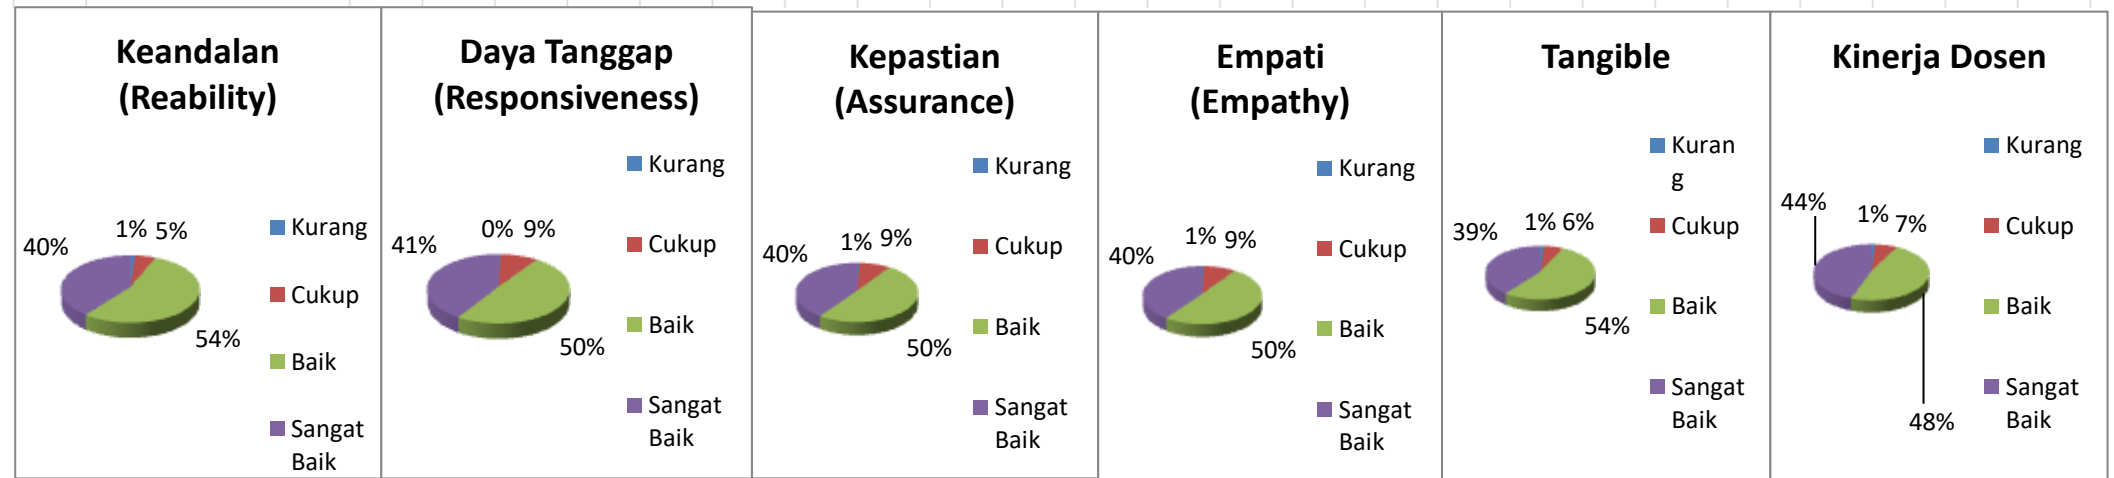 Keandalan
(Reability)
40%
1%
5%
54%
Kurang
Cukup
Baik
Sangat
Baik
Daya Tanggap
(Responsiveness)
41%
0%
9%
50%
Kurang
Cukup
Baik
Sangat
Baik
Kepastian
(Assurance)
40%
1%
9%
50%
Kurang
Cukup
Baik
Sangat
Baik
Empati
(Empathy)
40%
1%
9%
50%
Kurang
Cukup
Baik
Sangat
Baik
Tangible
39%
1%
6%
54%
Kuran
g
Cukup
Baik
Sangat
Baik
Kinerja Dosen
44%
1%
7%
48%
Kurang
Cukup
Baik
Sangat
Baik